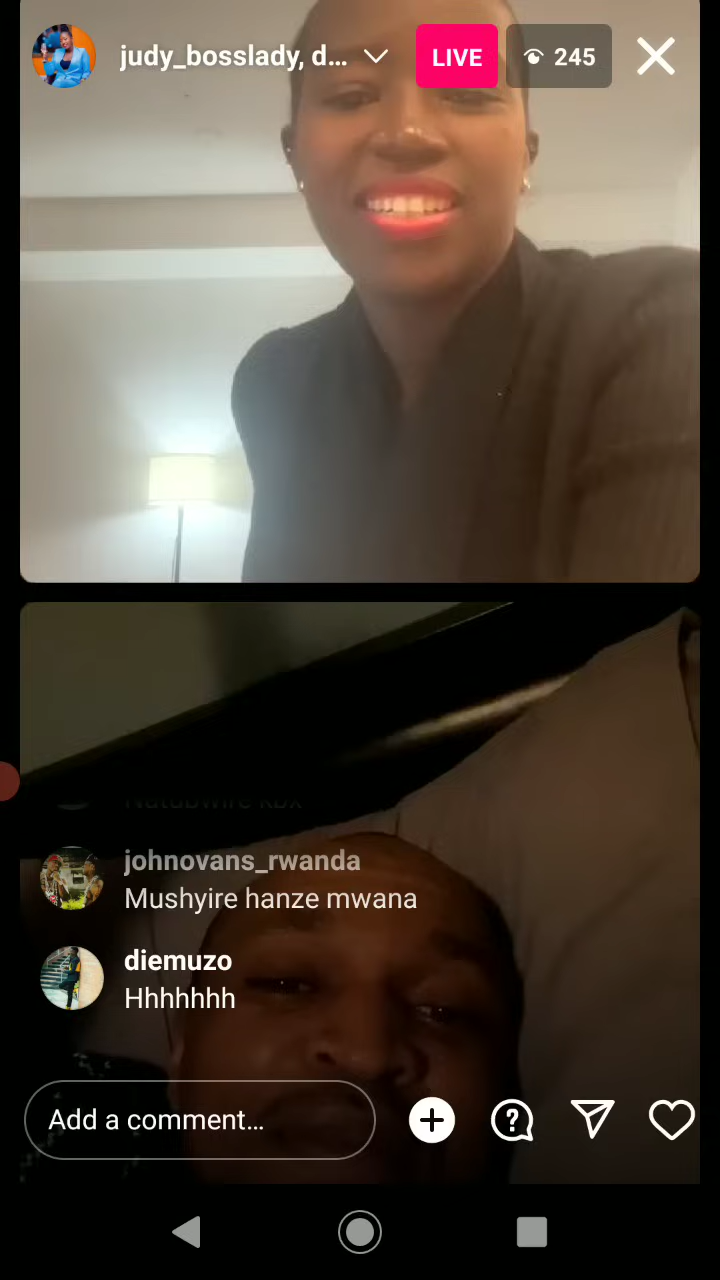 judy_bosslady, d...
LIVE
245
johnovans_rwanda
Mushyire hanze mwana
diemuzo
Hhhhhhh
Add a comment...